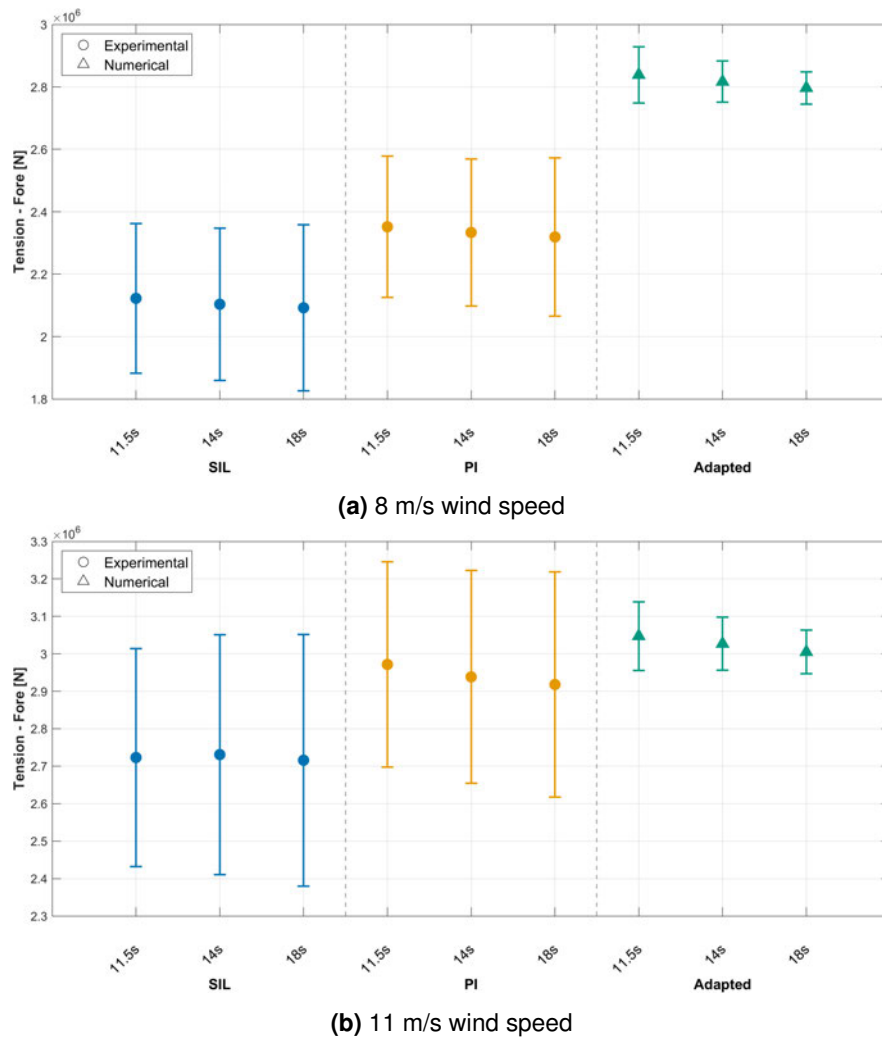 ×10⁶
3
2.8
2.6
2.4
2.2
2
1.8
Tension - Fore [N]
Experimental
Numerical
11.5s 14s 18s 11.5s 14s 18s 11.5s 14s 18s
SIL PI Adapted
(a) 8 m/s wind speed
×10⁶
3.3
3.2
3.1
3
2.9
2.8
2.7
2.6
2.5
2.4
2.3
Tension - Fore [N]
Experimental
Numerical
11.5s 14s 18s 11.5s 14s 18s 11.5s 14s 18s
SIL PI Adapted
(b) 11 m/s wind speed